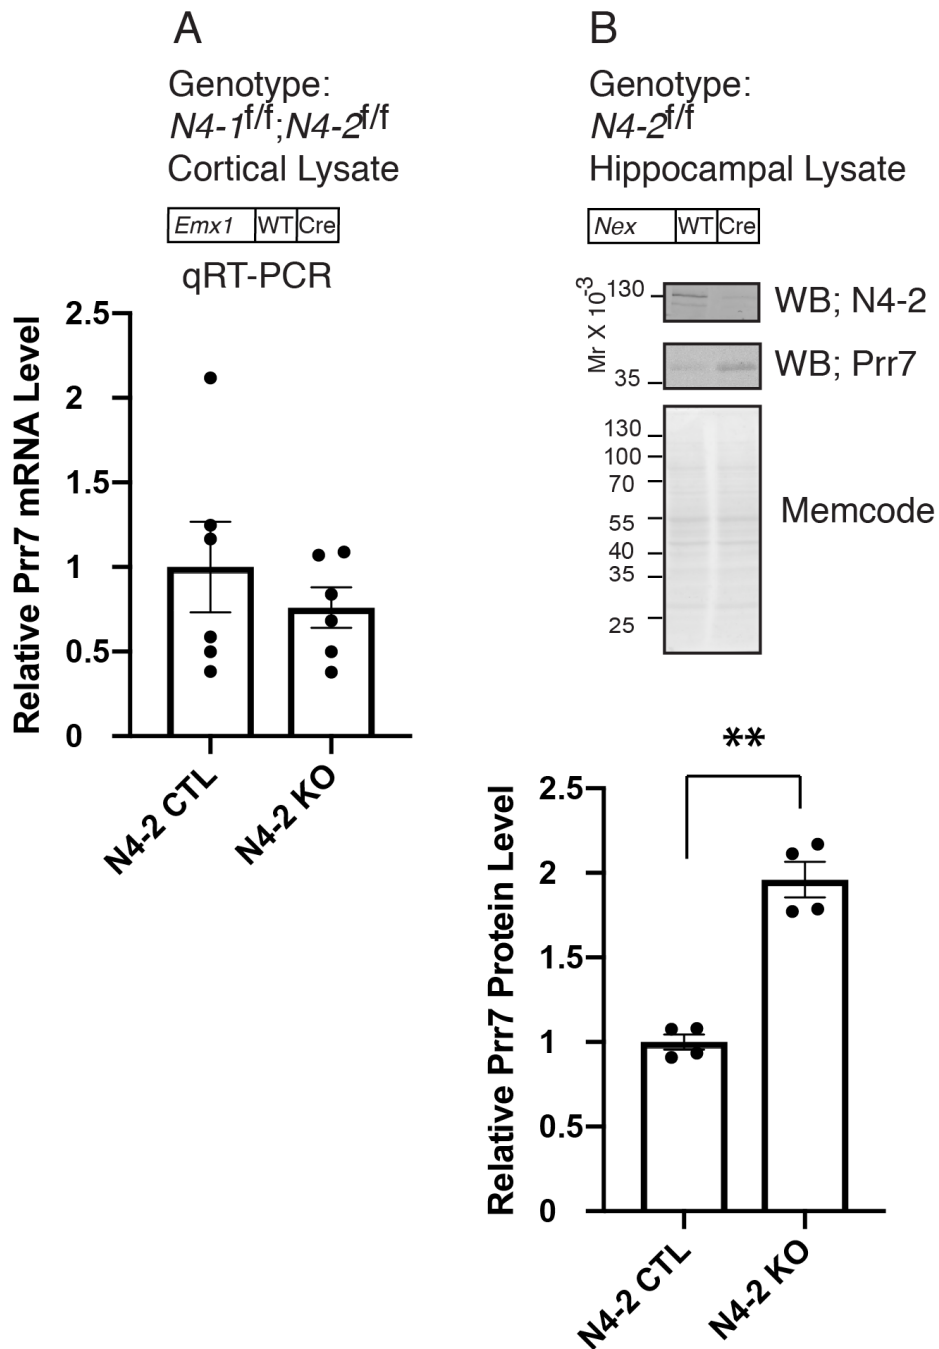 A
Genotype:
N4-1f/f;N4-2f/f
Cortical Lysate
Emx1 WT Cre
qRT-PCR
Relative Prr7 mRNA Level
2.5
2
1.5
1
0.5
0
N4-2 CTL
N4-2 KO
B
Genotype:
N4-2f/f
Hippocampal Lysate
Nex WT Cre
Mr X 10-3
130
WB; N4-2
35
WB; Prr7
130
100
70
55
40
35
25
Memcode
**
Relative Prr7 Protein Level
2.5
2
1.5
1
0.5
0
N4-2 CTL
N4-2 KO